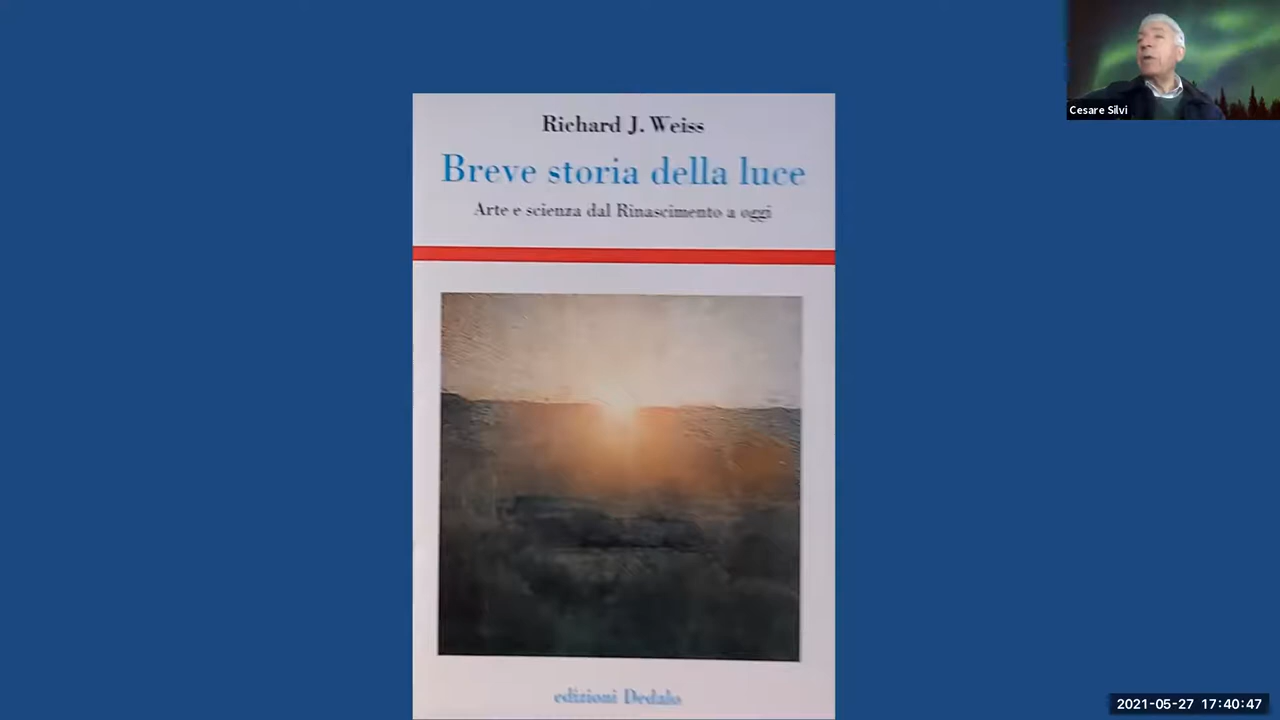 Richard J. Weiss
Breve storia della luce
Arte e scienza dal Rinascimento a oggi
edizioni Dedalo
Cesare Silvi
2021-05-27 17:40:47